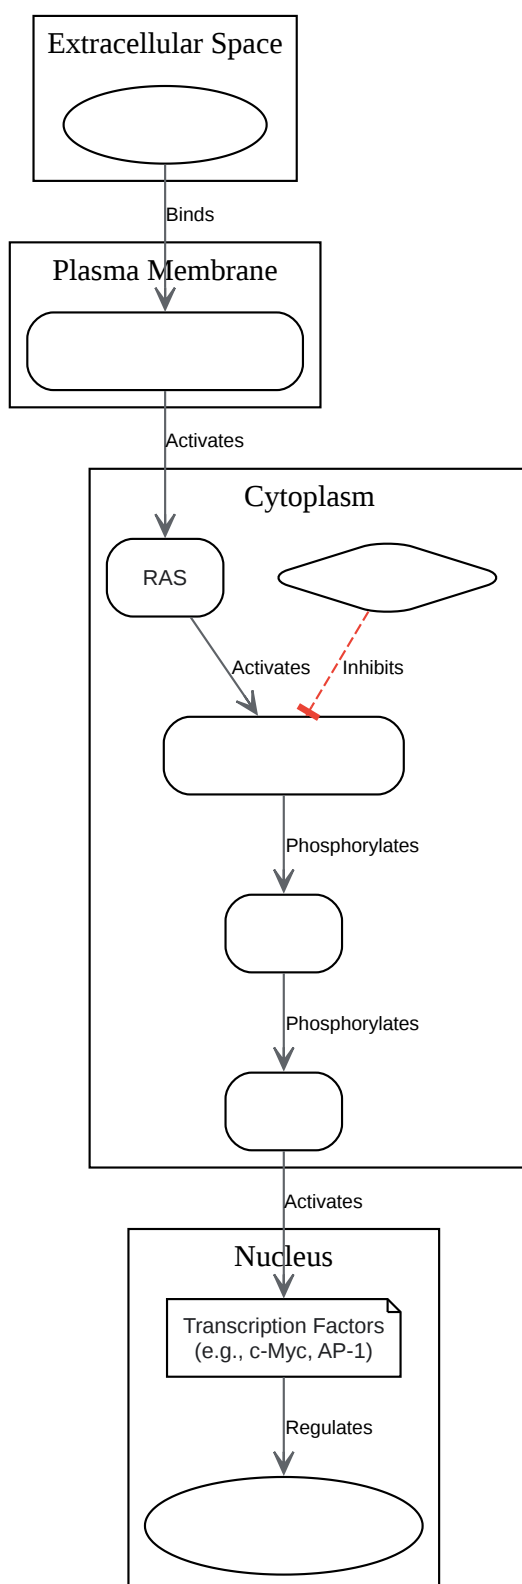 Extracellular Space
Binds
Plasma Membrane
Activates
Cytoplasm
RAS
Activates
Inhibits
Phosphorylates
Phosphorylates
Activates
Nucleus
Transcription Factors
(e.g., c-Myc, AP-1)
Regulates